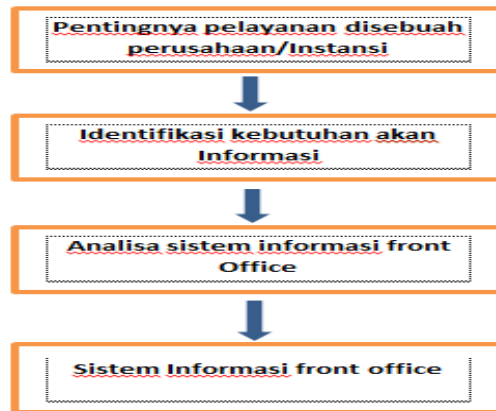 Pentingnya pelayanan disebuah
perusahaan/Instansi
Identifikasi kebutuhan akan
Informasi
Analisa sistem informasi front
Office
Sistem Informasi front office